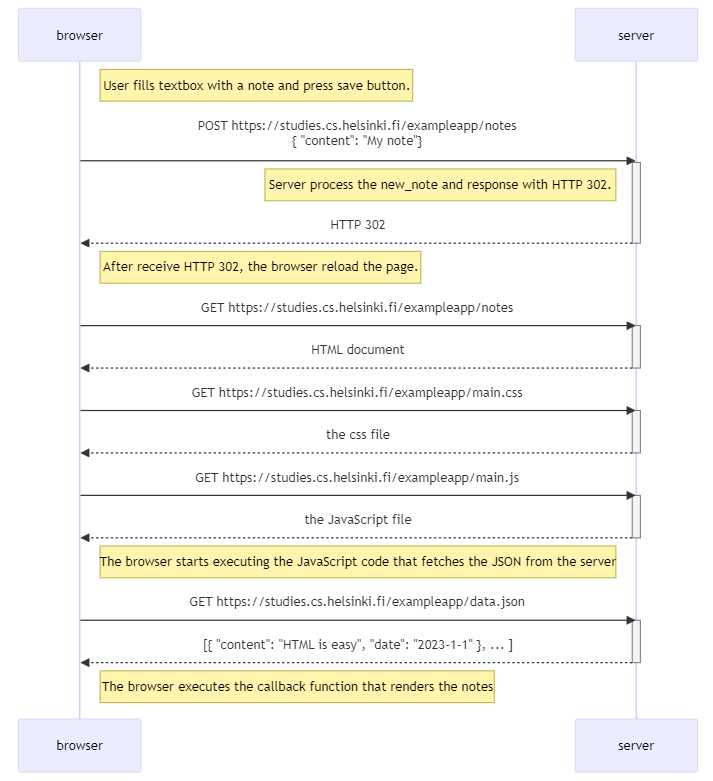 browser
server
User fills textbox with a note and press save button.
POST https://studies.cs.helsinki.fi/exampleapp/notes
{ "content": "My note"}
Server process the new_note and response with HTTP 302.
HTTP 302
After receive HTTP 302, the browser reload the page.
GET https://studies.cs.helsinki.fi/exampleapp/notes
HTML document
GET https://studies.cs.helsinki.fi/exampleapp/main.css
the css file
GET https://studies.cs.helsinki.fi/exampleapp/main.js
the JavaScript file
The browser starts executing the JavaScript code that fetches the JSON from the server
GET https://studies.cs.helsinki.fi/exampleapp/data.json
[{ "content": "HTML is easy", "date": "2023-1-1" }, ... ]
The browser executes the callback function that renders the notes
browser
server